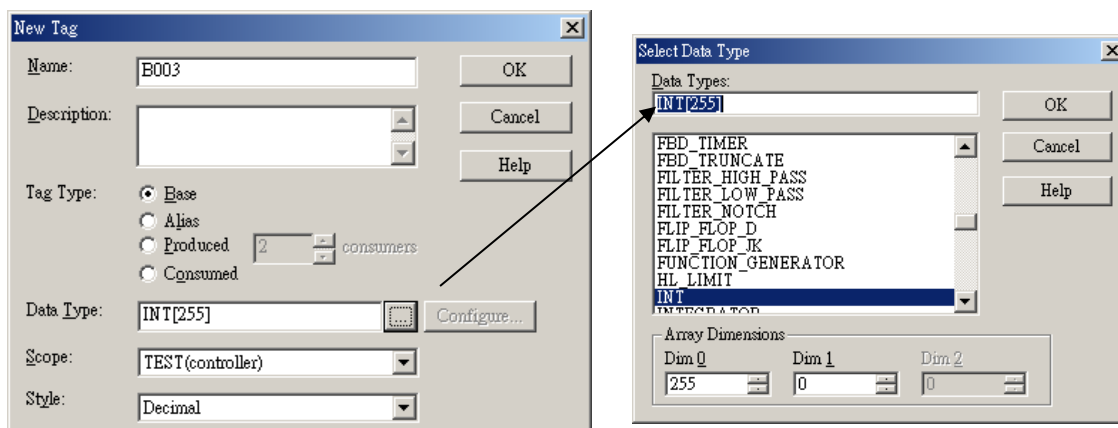 New Tag
Name:
B003
OK
Description:
Cancel
Help
Tag Type:
Base
Alias
Produced
2
consumers
Consumed
Data Type:
INT[255]
...
Configure...
Scope:
TEST(controller)
Style:
Decimal
Select Data Type
Data Types:
INT[255]
OK
FBD_TIMER
FBD_TRUNCATE
FILTER_HIGH_PASS
FILTER_LOW_PASS
FILTER_NOTCH
FLIP_FLOP_D
FLIP_FLOP_JK
FUNCTION_GENERATOR
HL_LIMIT
INT
INTEGRATOR
Cancel
Help
Array Dimensions
Dim 0 Dim 1 Dim 2
255 0 0